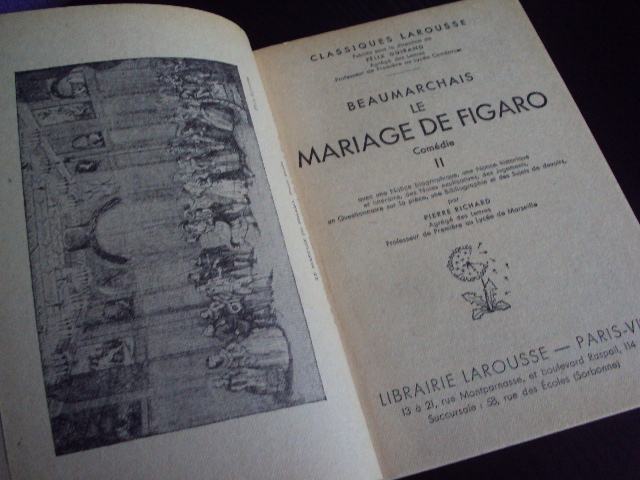 CLASSIQUES LAROUSSE
Publiés sous la direction de
FÉLIX GUIRAND
Agrégé des Lettres
Professeur de Première au Lycée Condorcet
BEAUMARCHAIS
LE
MARIAGE DE FIGARO
Comédie
II
avec une Notice biographique, une Notice historique
et littéraire, des Notes explicatives, des Jugements,
un Questionnaire sur la pièce, une Bibliographie et des Sujets de devoirs,
par
PIERRE RICHARD
Agrégé des Lettres
Professeur de Première au Lycée de Marseille
LIBRAIRIE LAROUSSE — PARIS-VI
13 à 21, rue Montparnasse, et boulevard Raspail, 114
Succursale : 58, rue des Écoles (Sorbonne)